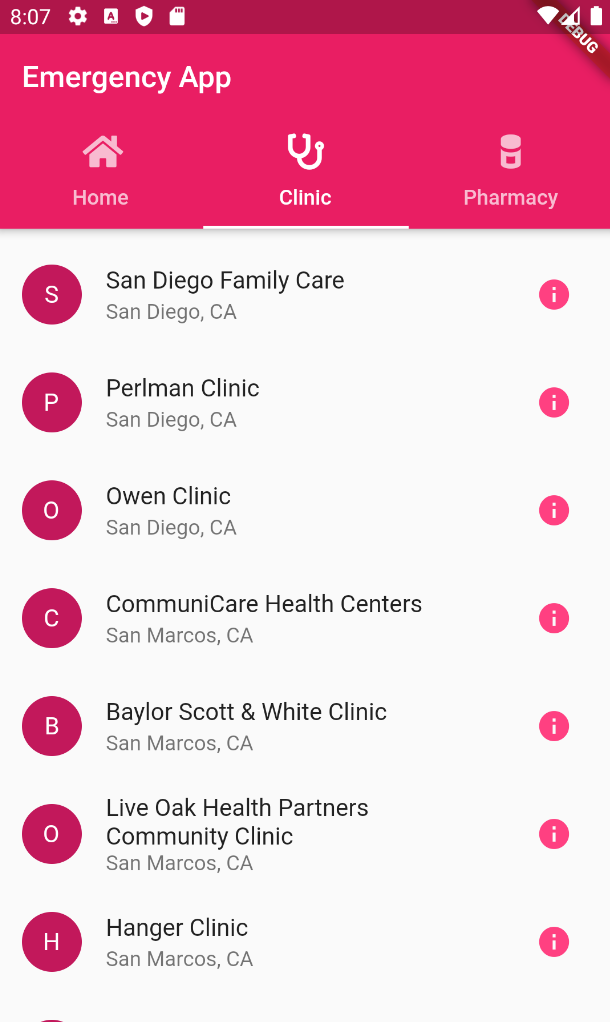 8:07
DEBUG
Emergency App
Home
Clinic
Pharmacy
S
San Diego Family Care
San Diego, CA
P
Perlman Clinic
San Diego, CA
O
Owen Clinic
San Diego, CA
C
CommuniCare Health Centers
San Marcos, CA
B
Baylor Scott & White Clinic
San Marcos, CA
O
Live Oak Health Partners
Community Clinic
San Marcos, CA
H
Hanger Clinic
San Marcos, CA